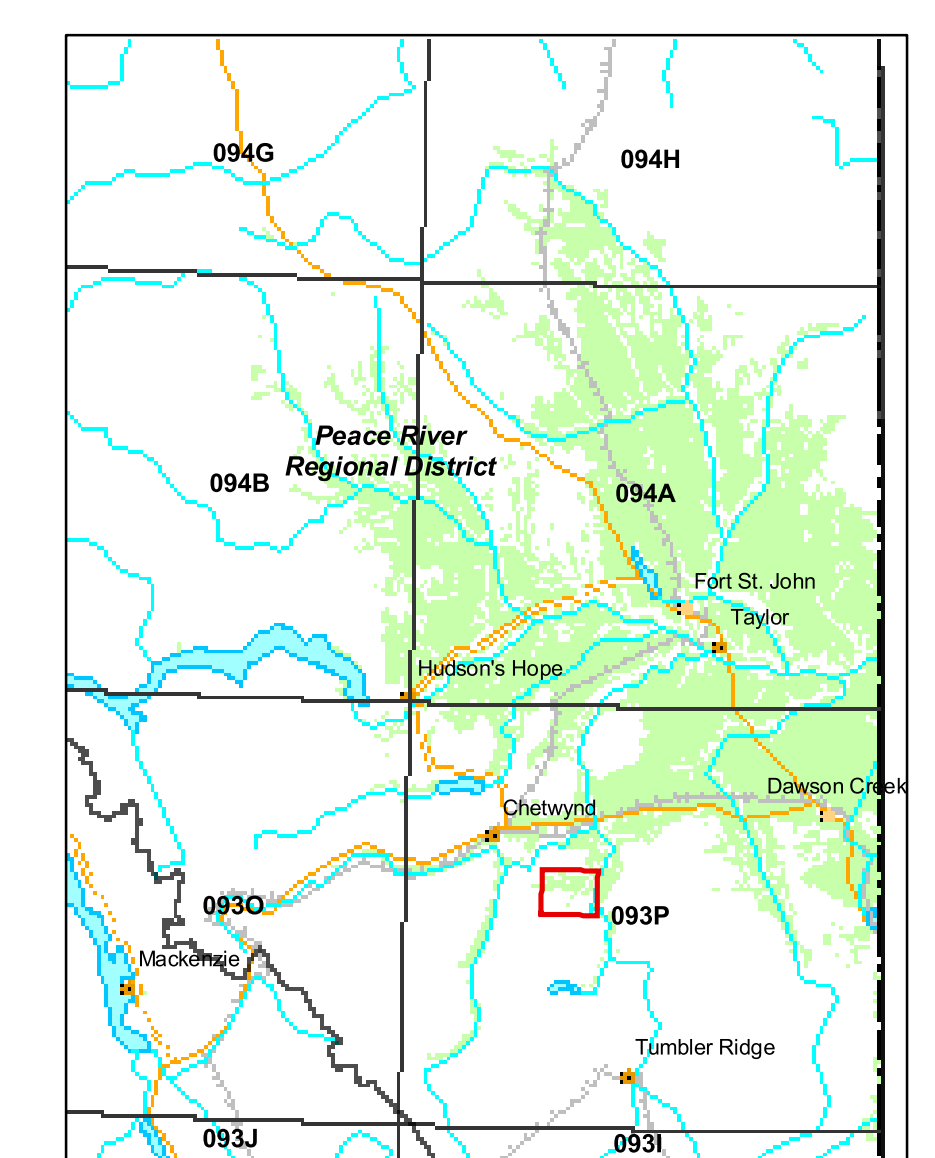 094G
094H
Peace River
Regional District
094B
094A
Fort St. John
Taylor
Hudson's Hope
Dawson Creek
Chetwynd
093O
093P
Mackenzie
Tumbler Ridge
093J
093I